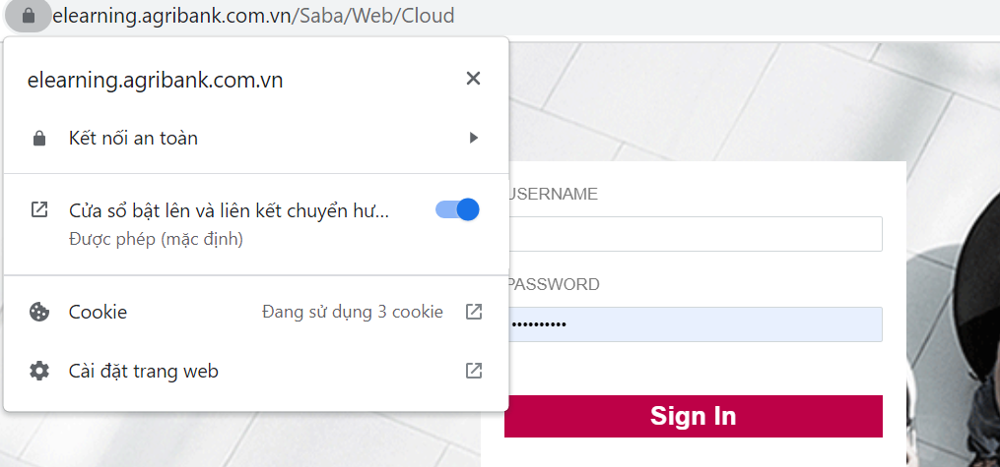 elearning.agribank.com.vn/Saba/Web/Cloud
elearning.agribank.com.vn
Kết nối an toàn
Cửa sổ bật lên và liên kết chuyển hư...
Được phép (mặc định)
Cookie
Đang sử dụng 3 cookie
Cài đặt trang web
USERNAME
PASSWORD
••••••••••
Sign In